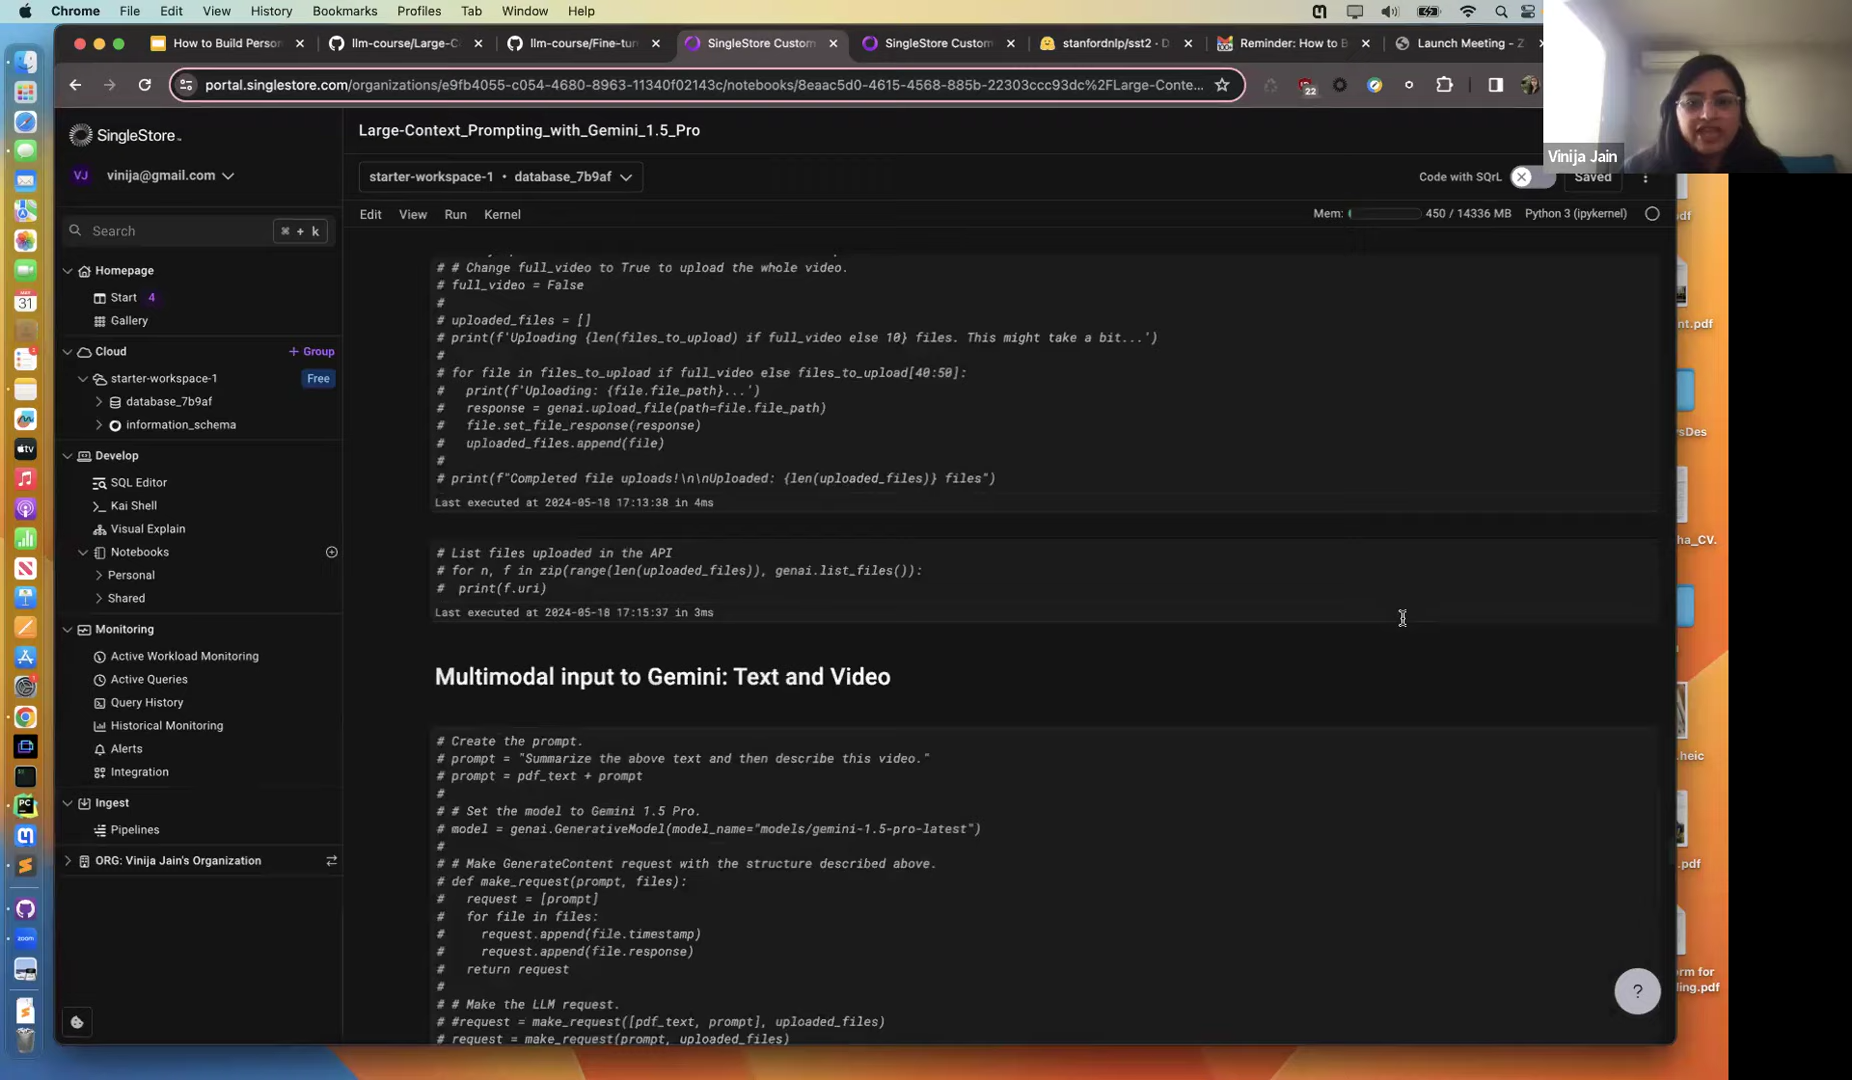 Chrome File Edit View History Bookmarks Profiles Tab Window Help
How to Build Person
llm-course/Large-C
llm-course/Fine-tur
SingleStore Custom
SingleStore Custom
stanfordnlp/sst2 · D
Reminder: How to B
Launch Meeting - Z
portal.singlestore.com/organizations/e9fb4055-c054-4680-8963-11340f02143c/notebooks/8eaac5d0-4615-4568-885b-22303ccc93dc%2FLarge-Conte...
22
SingleStore
Large-Context_Prompting_with_Gemini_1.5_Pro
Vinija Jain
VJ vinija@gmail.com
starter-workspace-1 • database_7b9af
Code with SQrL
Saved
Edit View Run Kernel
Mem: 450 / 14336 MB Python 3 (ipykernel)
Search ⌘ + k
Homepage
Start 4
Gallery
Cloud + Group
starter-workspace-1 Free
database_7b9af
information_schema
Develop
SQL Editor
Kai Shell
Visual Explain
Notebooks
Personal
Shared
Monitoring
Active Workload Monitoring
Active Queries
Query History
Historical Monitoring
Alerts
Integration
Ingest
Pipelines
ORG: Vinija Jain's Organization
# # Change full_video to True to upload the whole video.
# full_video = False
#
# uploaded_files = []
# print(f'Uploading {len(files_to_upload) if full_video else 10} files. This might take a bit...')
#
# for file in files_to_upload if full_video else files_to_upload[40:50]:
#   print(f'Uploading: {file.file_path}...')
#   response = genai.upload_file(path=file.file_path)
#   file.set_file_response(response)
#   uploaded_files.append(file)
#
# print(f"Completed file uploads!\n\nUploaded: {len(uploaded_files)} files")
Last executed at 2024-05-18 17:13:38 in 4ms
# List files uploaded in the API
# for n, f in zip(range(len(uploaded_files)), genai.list_files()):
#  print(f.uri)
Last executed at 2024-05-18 17:15:37 in 3ms
Multimodal input to Gemini: Text and Video
# Create the prompt.
# prompt = "Summarize the above text and then describe this video."
# prompt = pdf_text + prompt
#
# # Set the model to Gemini 1.5 Pro.
# model = genai.GenerativeModel(model_name="models/gemini-1.5-pro-latest")
#
# # Make GenerateContent request with the structure described above.
# def make_request(prompt, files):
#   request = [prompt]
#   for file in files:
#     request.append(file.timestamp)
#     request.append(file.response)
#   return request
#
# # Make the LLM request.
# #request = make_request([pdf_text, prompt], uploaded_files)
# request = make_request(prompt, uploaded_files)
?
nt.pdf
sDes
ha_CV.
.heic
.pdf
rm for
ling.pdf
31